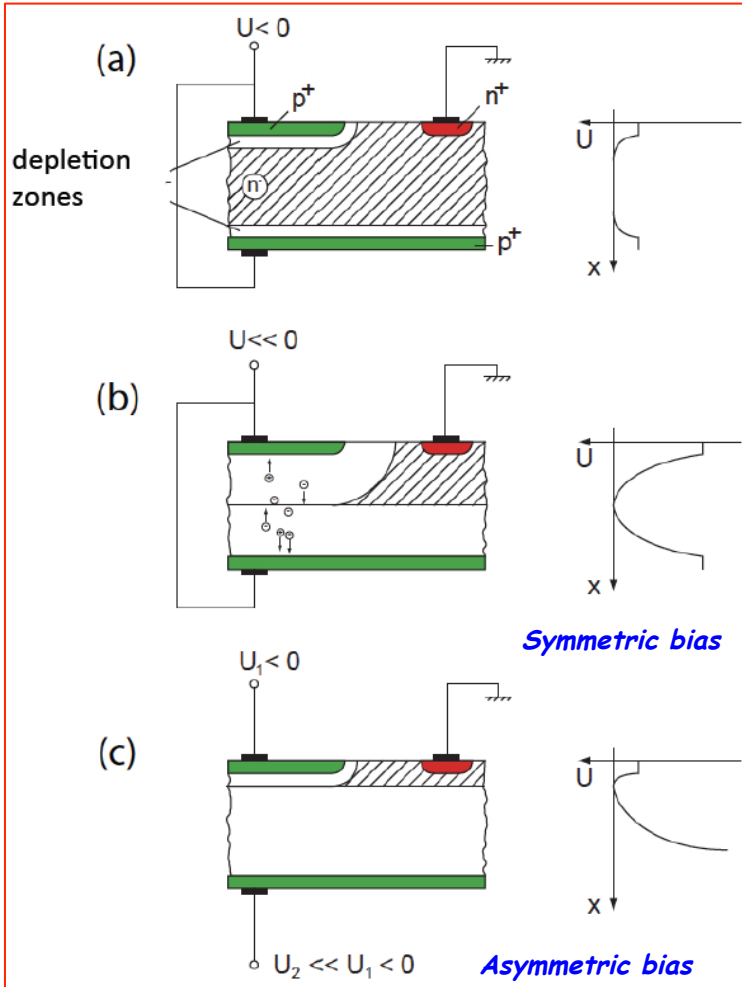 U<0
(a)
p⁺
n⁺
depletion
zones
n⁻
U
p⁺
x
U<< 0
(b)
U
+
-
-
-
+
+
x
Symmetric bias
U₁< 0
(c)
U
x
U₂ << U₁ < 0
Asymmetric bias